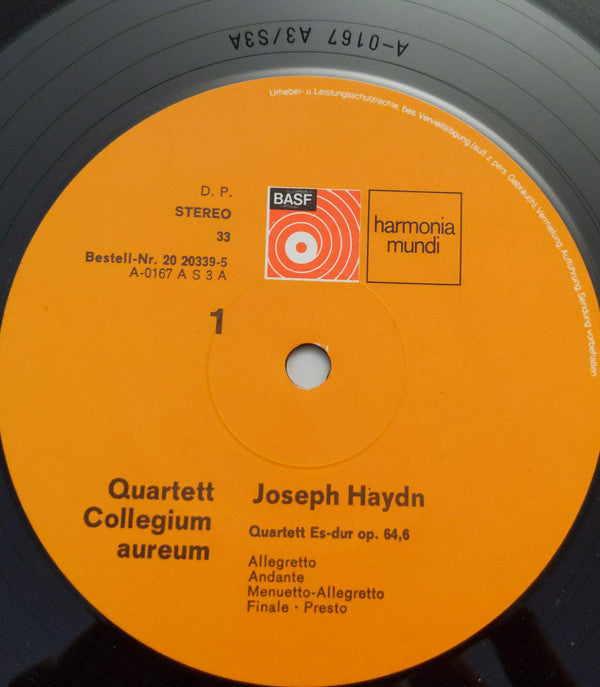 A-0167 A3/S3A
Urheber- u. Leistungsschutzrechte, bes. Vervielfältigung (auß z pers Gebrauch) Vermietung, Aufführung, Sendung vorbehalten
D. P.
STEREO
33
Bestell-Nr. 20 20339-5
A-0167 A S 3 A
BASF
harmonia
mundi
1
Quartett
Collegium
aureum
Joseph Haydn
Quartett Es-dur op. 64,6
Allegretto
Andante
Menuetto-Allegretto
Finale · Presto